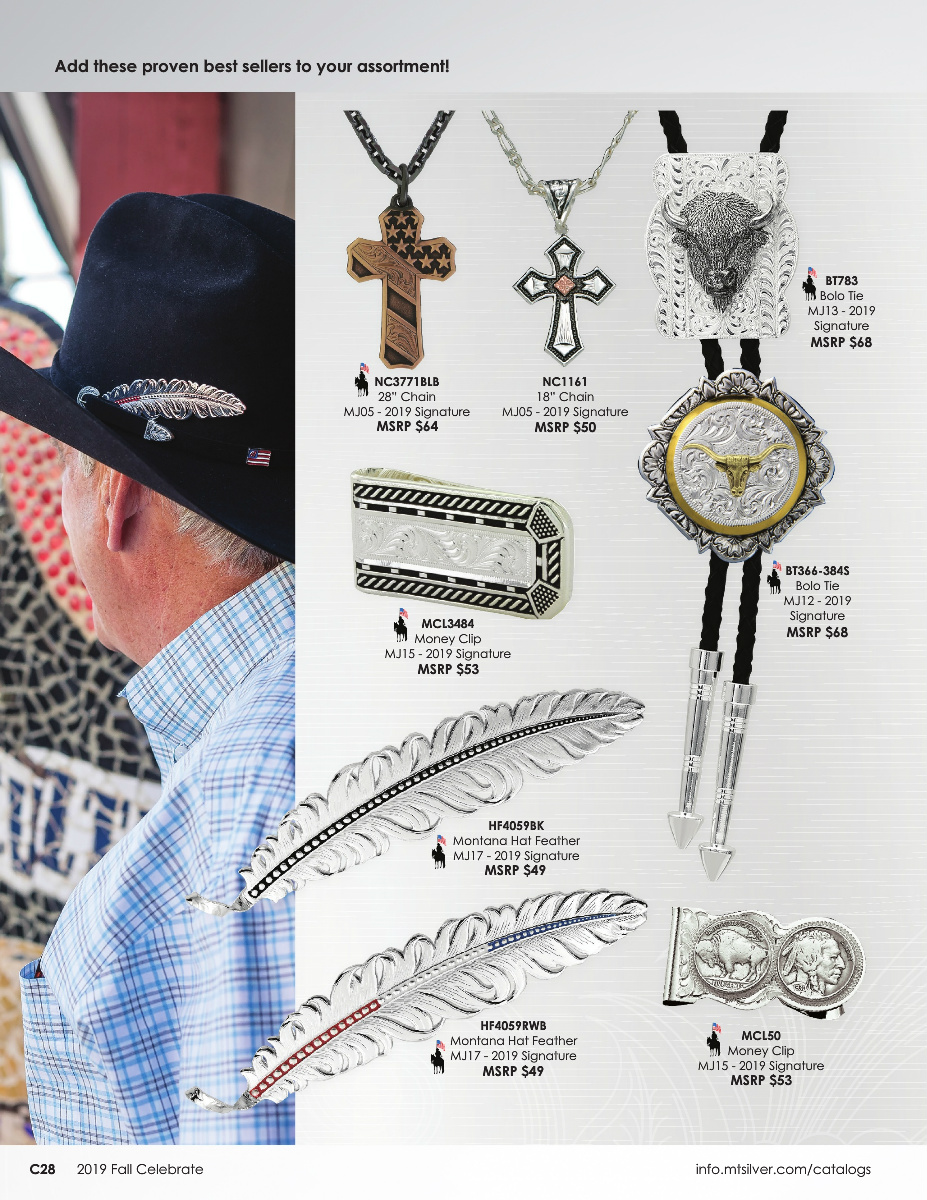 Add these proven best sellers to your assortment!
NC3771BLB
28” Chain
MJ05 - 2019 Signature
MSRP $64
NC1161
18” Chain
MJ05 - 2019 Signature
MSRP $50
BT783
Bolo Tie
MJ13 - 2019
Signature
MSRP $68
BT366-384S
Bolo Tie
MJ12 - 2019
Signature
MSRP $68
MCL3484
Money Clip
MJ15 - 2019 Signature
MSRP $53
HF4059BK
Montana Hat Feather
MJ17 - 2019 Signature
MSRP $49
HF4059RWB
Montana Hat Feather
MJ17 - 2019 Signature
MSRP $49
MCL50
Money Clip
MJ15 - 2019 Signature
MSRP $53
C28 2019 Fall Celebrate
info.mtsilver.com/catalogs